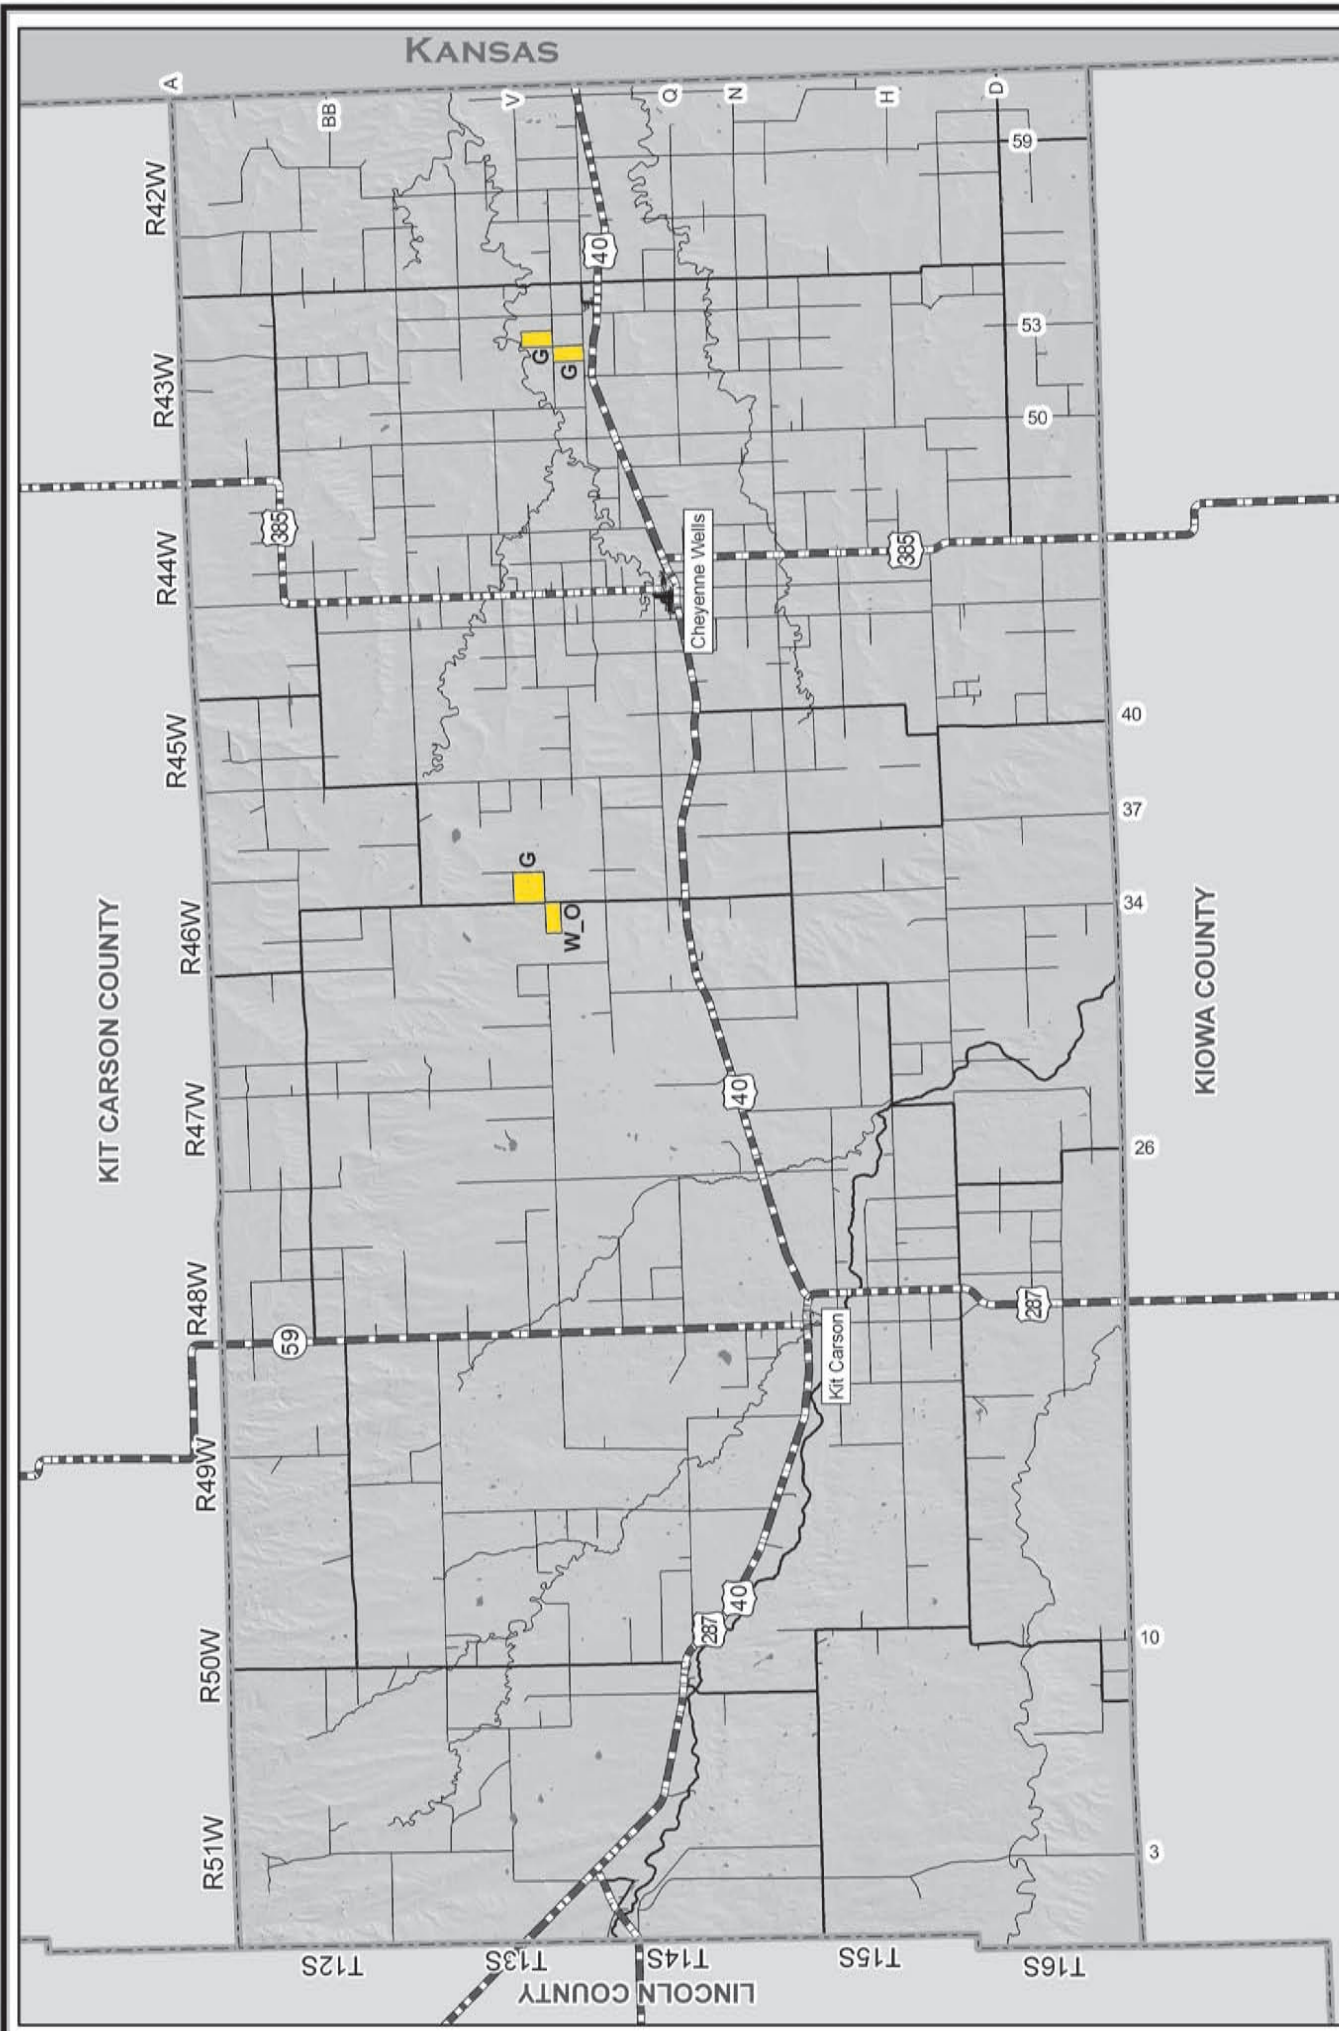 KANSAS
KIT CARSON COUNTY
R51W
R50W
R49W
R48W
R47W
R46W
R45W
R44W
R43W
R42W
A
BB
V
Q
N
H
D
T12S
T13S
T14S
T15S
T16S
LINCOLN COUNTY
59
385
40
G
G
G
W_O
Cheyenne Wells
385
40
Kit Carson
287
40
287
3
10
26
34
37
40
50
53
59
KIOWA COUNTY